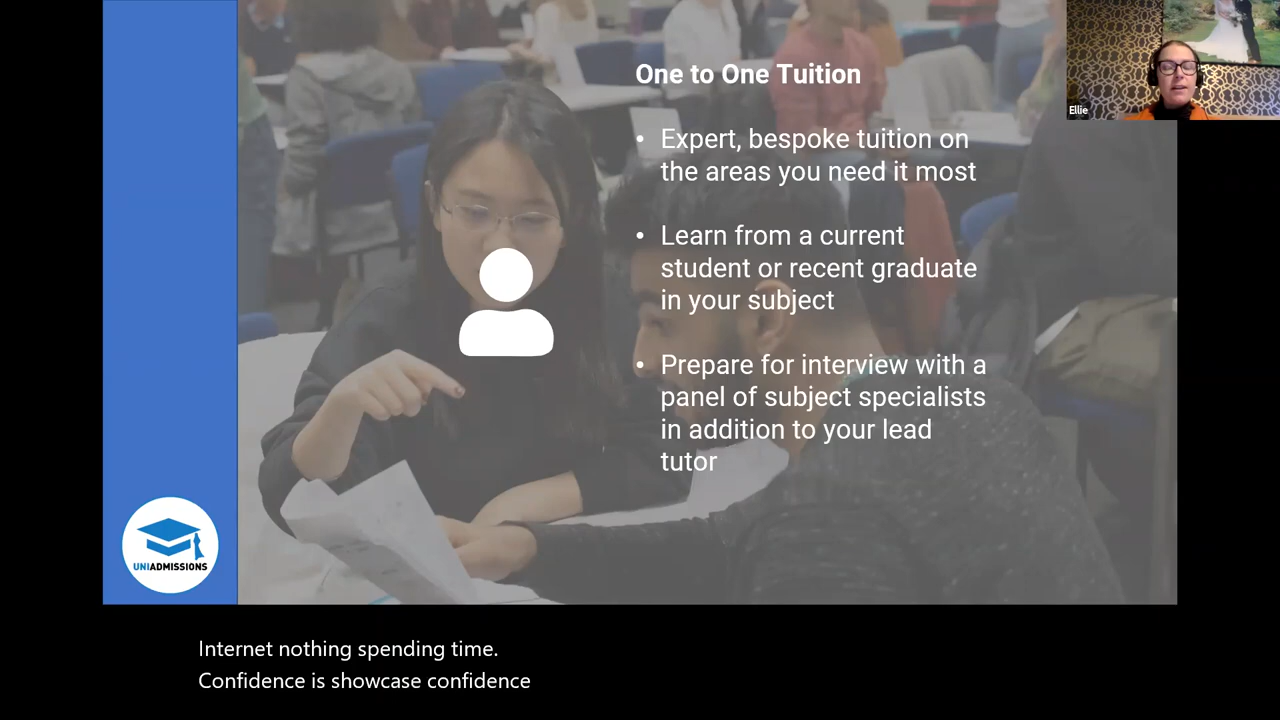 One to One Tuition
Ellie
• Expert, bespoke tuition on
the areas you need it most
• Learn from a current
student or recent graduate
in your subject
• Prepare for interview with a
panel of subject specialists
in addition to your lead
tutor
UNIADMISSIONS
Internet nothing spending time.
Confidence is showcase confidence